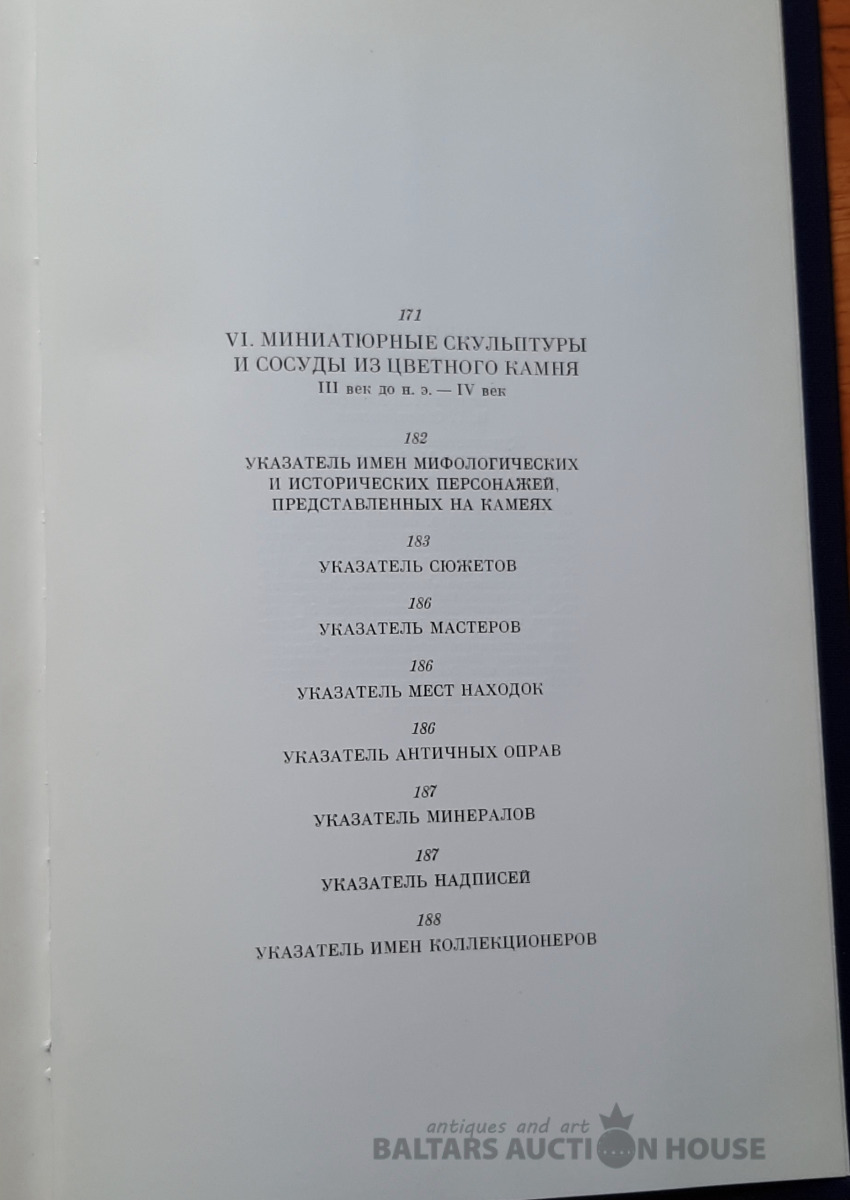 171
VI. МИНИАТЮРНЫЕ СКУЛЬПТУРЫ
И СОСУДЫ ИЗ ЦВЕТНОГО КАМНЯ
III век до н. э. — IV век
182
УКАЗАТЕЛЬ ИМЕН МИФОЛОГИЧЕСКИХ
И ИСТОРИЧЕСКИХ ПЕРСОНАЖЕЙ,
ПРЕДСТАВЛЕННЫХ НА КАМЕЯХ
183
УКАЗАТЕЛЬ СЮЖЕТОВ
186
УКАЗАТЕЛЬ МАСТЕРОВ
186
УКАЗАТЕЛЬ МЕСТ НАХОДОК
186
УКАЗАТЕЛЬ АНТИЧНЫХ ОПРАВ
187
УКАЗАТЕЛЬ МИНЕРАЛОВ
187
УКАЗАТЕЛЬ НАДПИСЕЙ
188
УКАЗАТЕЛЬ ИМЕН КОЛЛЕКЦИОНЕРОВ
antiques and art
BALTARS AUCTION HOUSE